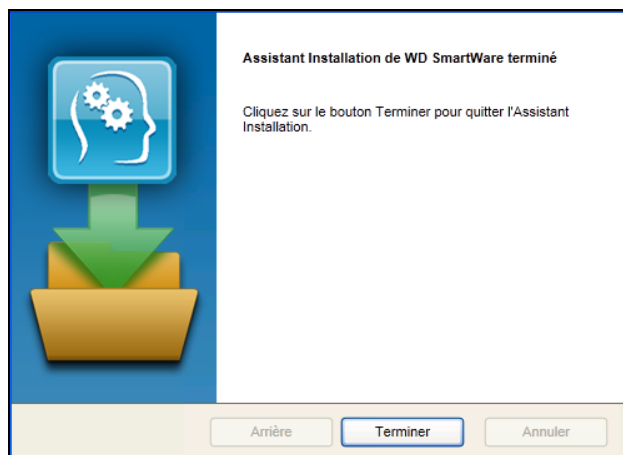 Assistant Installation de WD SmartWare terminé
Cliquez sur le bouton Terminer pour quitter l'Assistant
Installation.
Arrière
Terminer
Annuler